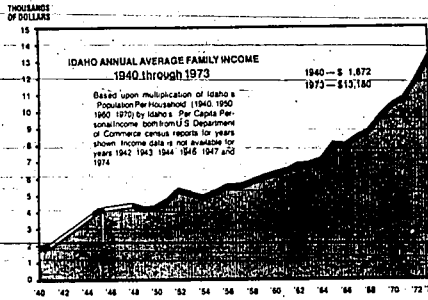 THOUSANDS
OF DOLLARS
15
14
13
12
11
10
9
8
7
6
5
4
3
2
1
0
IDAHO ANNUAL AVERAGE FAMILY INCOME
1940 through 1973
1940—$ 1,872
1973—$13,180
Based upon multiplication of Idaho's
Population Per Household (1940, 1950
1960 1970) by Idaho's Per Capita Per-
sonal Income both from U.S. Department
of Commerce census reports for years
shown. Income data is not available for
years 1942 1943 1944 1946 1947 and
1974
'40 '42 '44 '46 '48 '50 '52 '54 '56 '58 '60 '62 '64 '66 '68 '70 '72